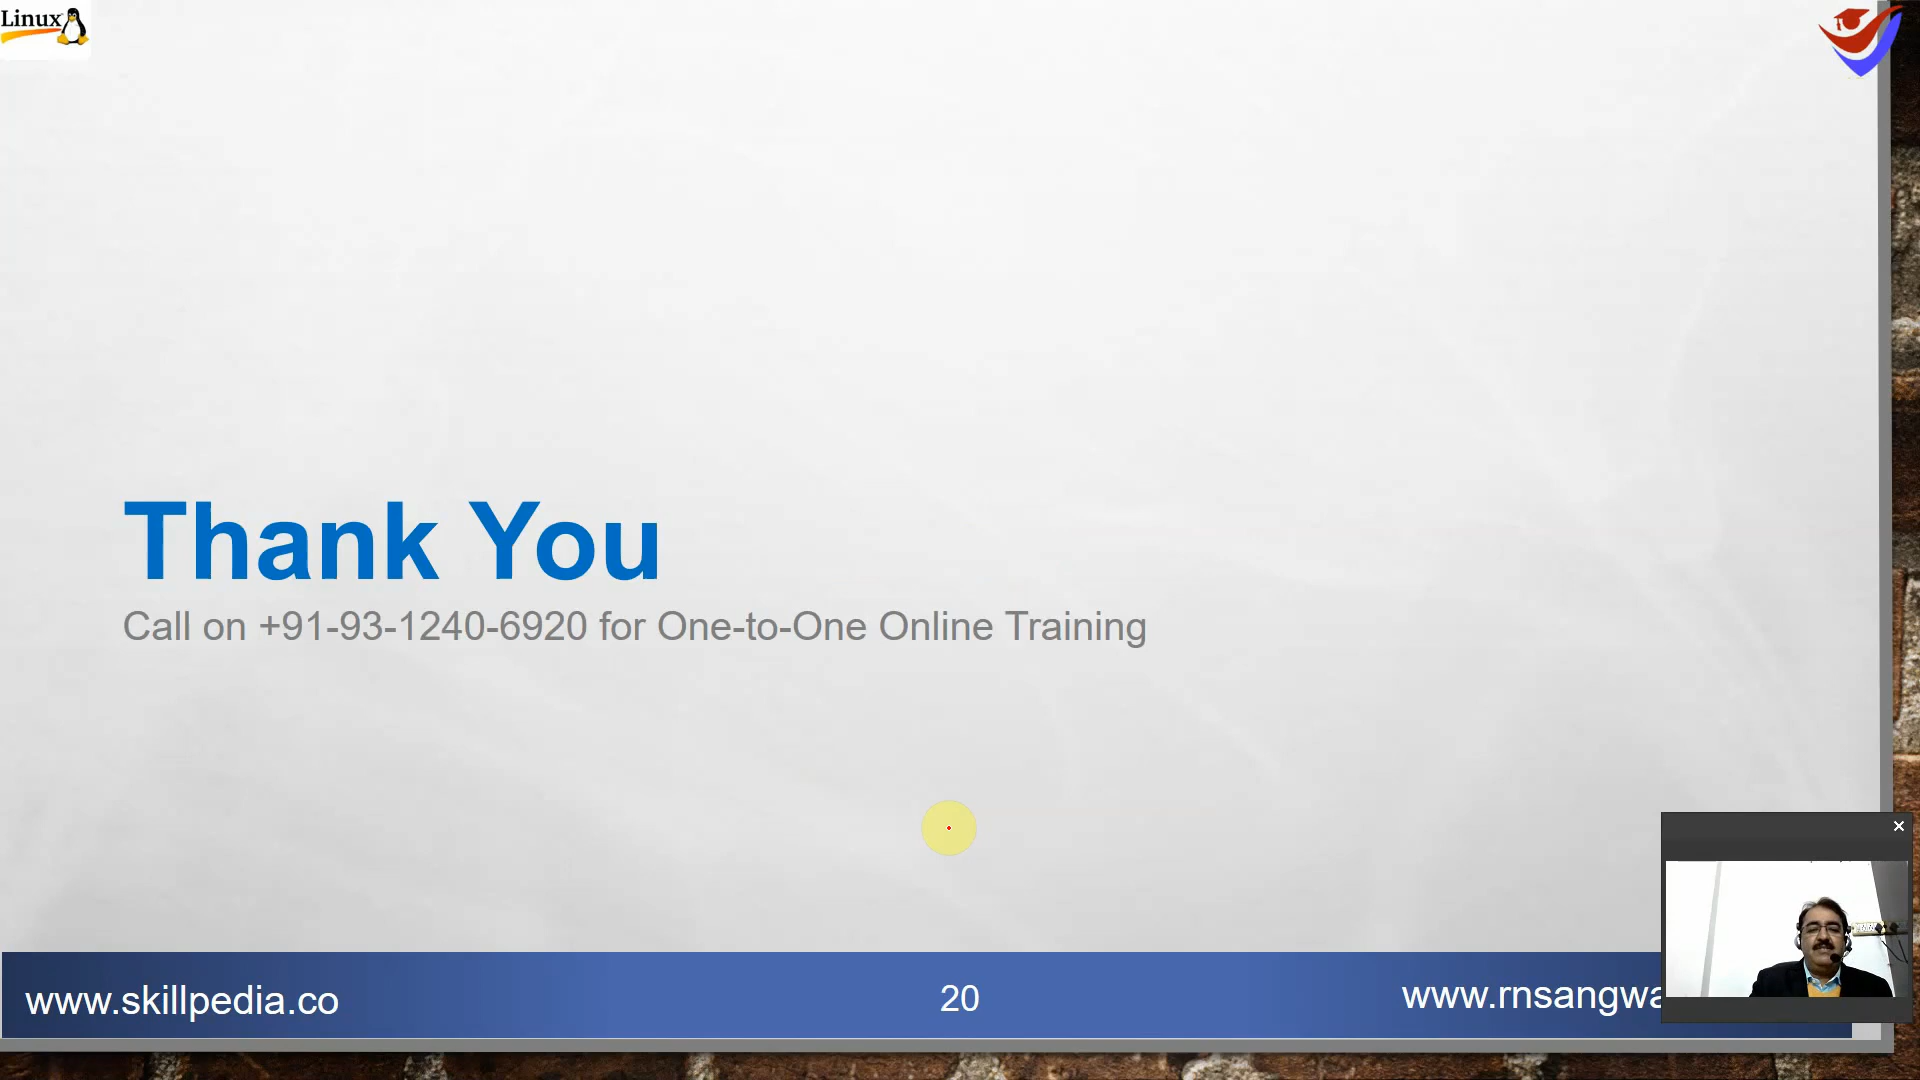 Linux
Thank You
Call on +91-93-1240-6920 for One-to-One Online Training
www.skillpedia.co
20